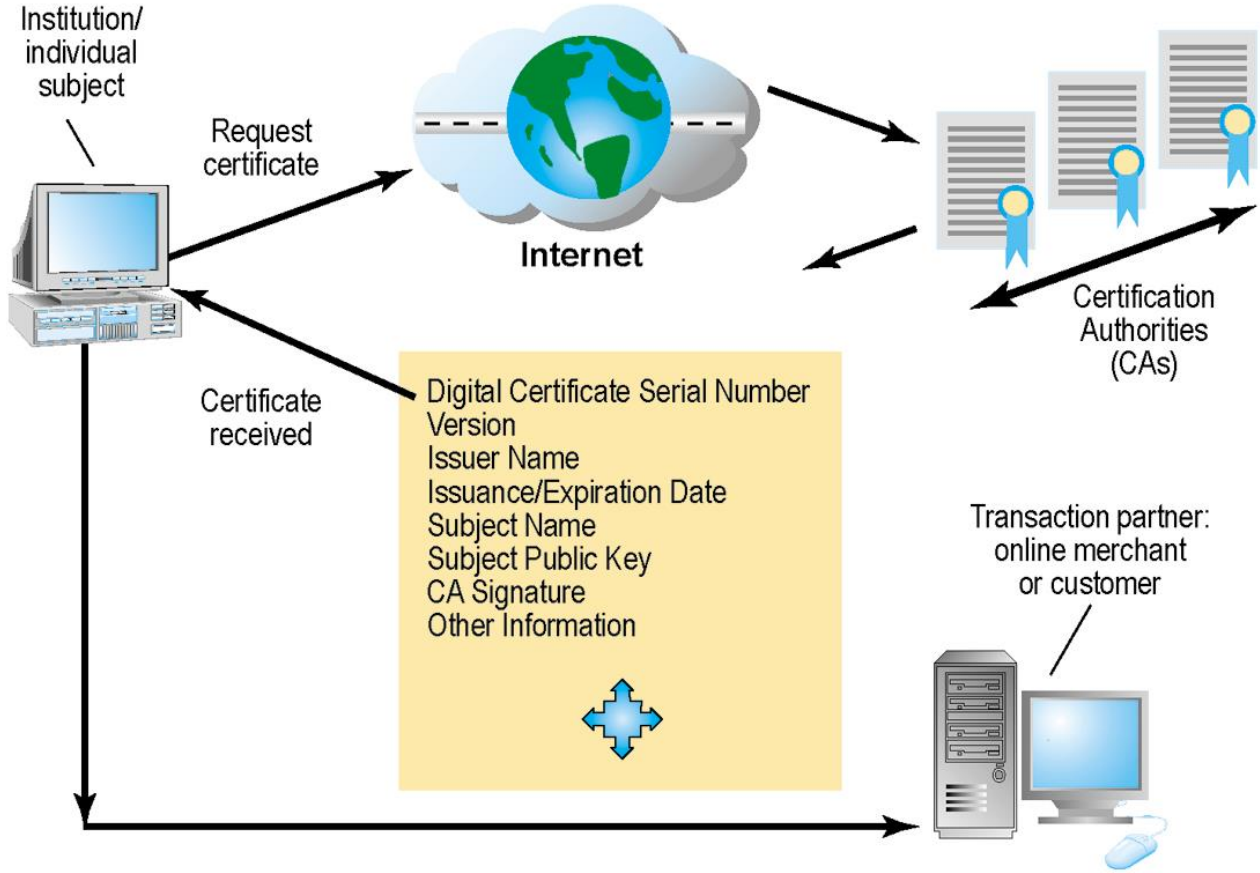 Institution/
individual
subject
Request
certificate
Internet
Certification
Authorities
(CAs)
Certificate
received
Digital Certificate Serial Number
Version
Issuer Name
Issuance/Expiration Date
Subject Name
Subject Public Key
CA Signature
Other Information
Transaction partner:
online merchant
or customer